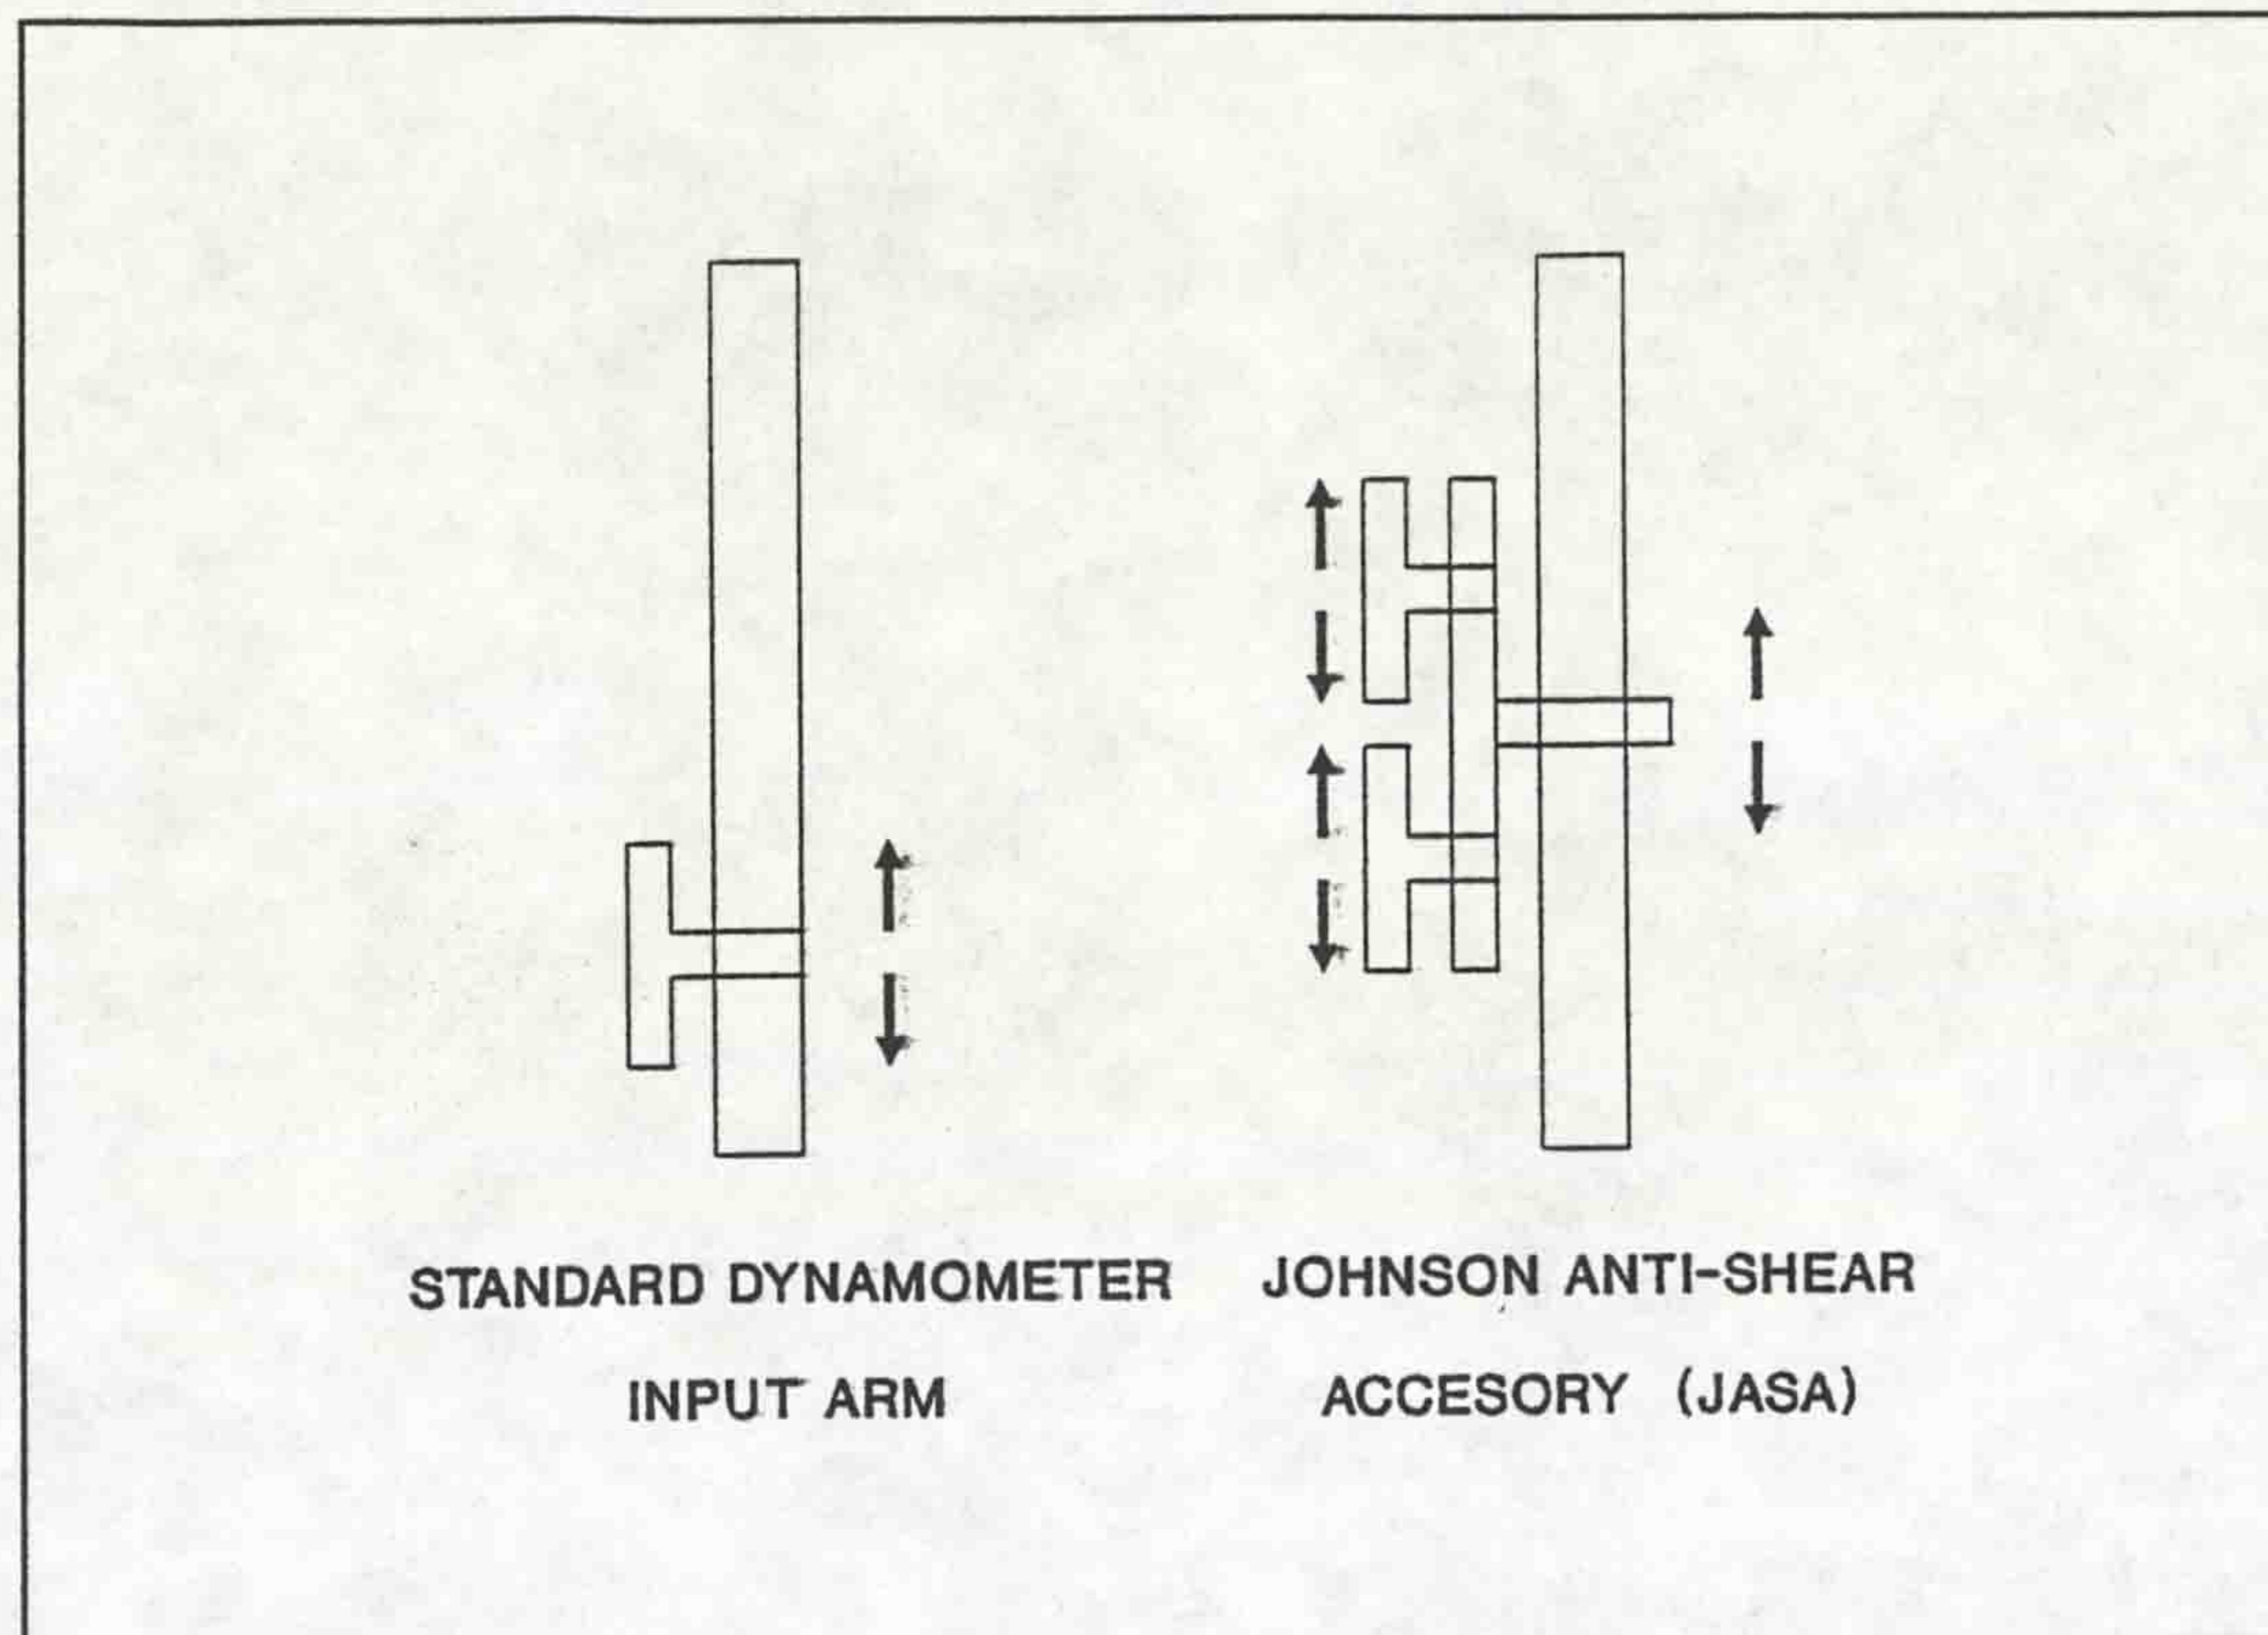 STANDARD DYNAMOMETER
INPUT ARM
JOHNSON ANTI-SHEAR
ACCESORY (JASA)